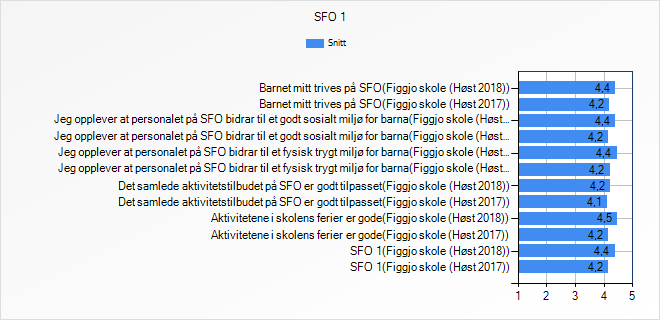 SFO 1
Snitt
Barnet mitt trives på SFO(Figgjo skole (Høst 2018)) 4,4
Barnet mitt trives på SFO(Figgjo skole (Høst 2017)) 4,2
Jeg opplever at personalet på SFO bidrar til et godt sosialt miljø for barna(Figgjo skole (Høst... 4,4
Jeg opplever at personalet på SFO bidrar til et godt sosialt miljø for barna(Figgjo skole (Høst... 4,2
Jeg opplever at personalet på SFO bidrar til et fysisk trygt miljø for barna(Figgjo skole (Høst... 4,4
Jeg opplever at personalet på SFO bidrar til et fysisk trygt miljø for barna(Figgjo skole (Høst... 4,2
Det samlede aktivitetstilbudet på SFO er godt tilpasset(Figgjo skole (Høst 2018)) 4,2
Det samlede aktivitetstilbudet på SFO er godt tilpasset(Figgjo skole (Høst 2017)) 4,1
Aktivitetene i skolens ferier er gode(Figgjo skole (Høst 2018)) 4,5
Aktivitetene i skolens ferier er gode(Figgjo skole (Høst 2017)) 4,2
SFO 1(Figgjo skole (Høst 2018)) 4,4
SFO 1(Figgjo skole (Høst 2017)) 4,2
1 2 3 4 5